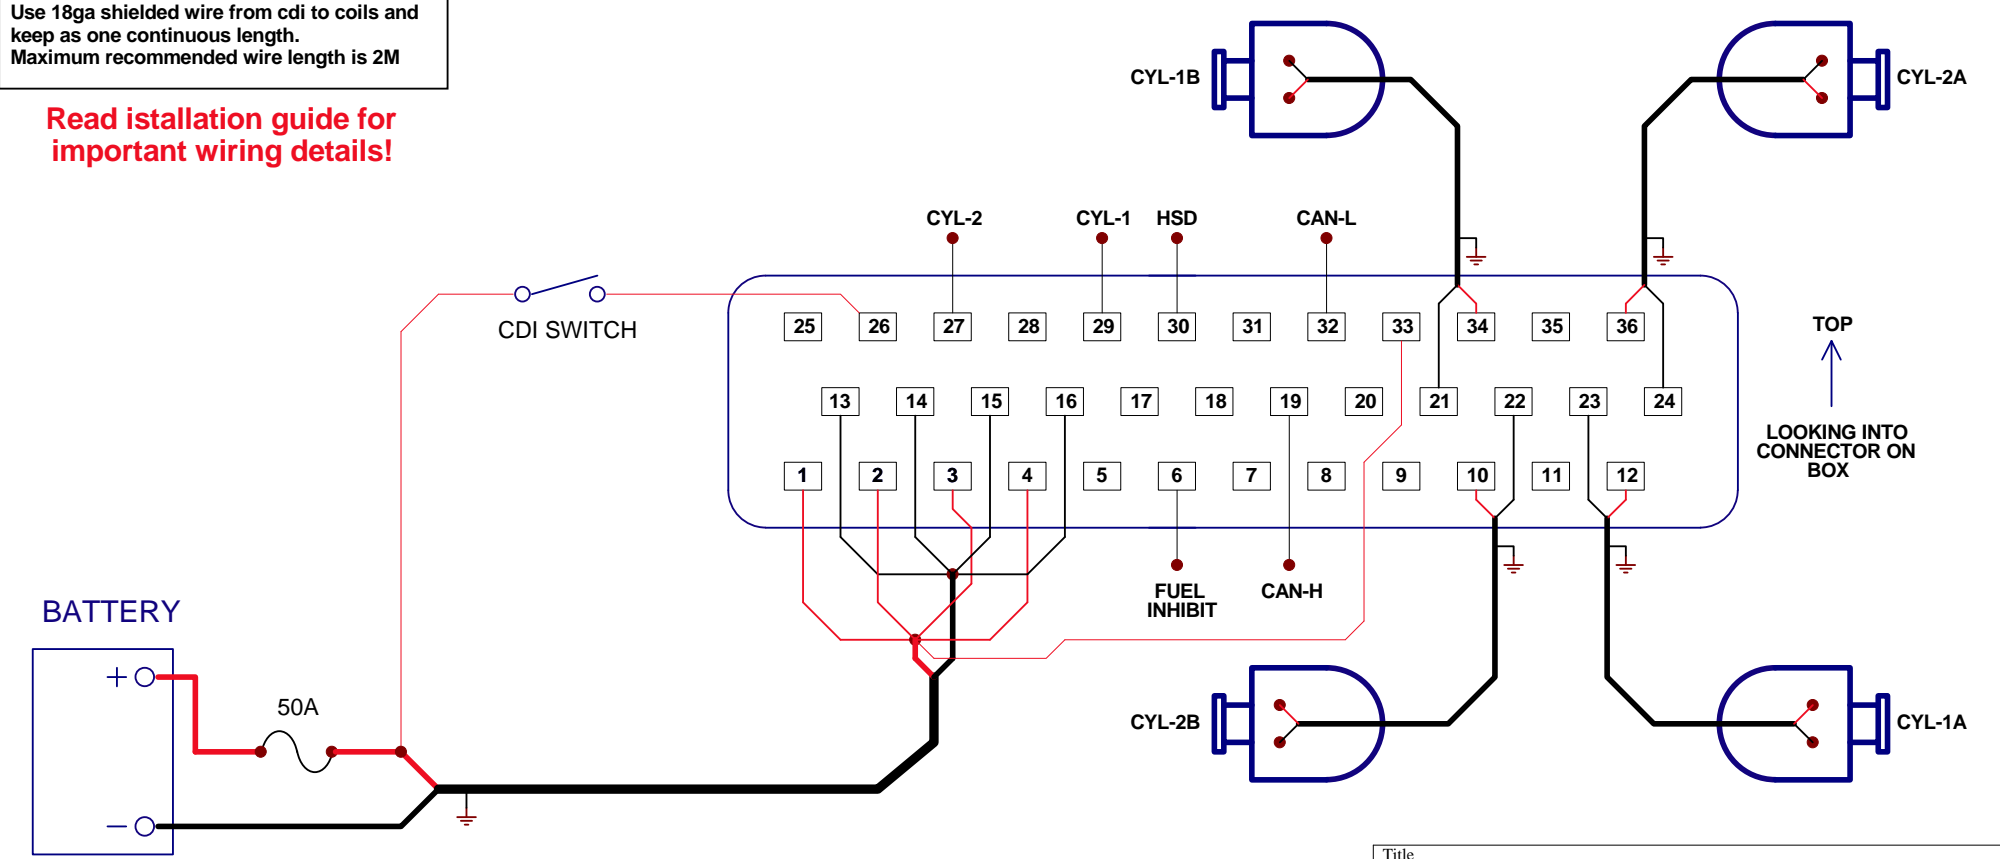 Use 18ga shielded wire from cdi to coils and
keep as one continuous length.
Maximum recommended wire length is 2M
Read istallation guide for
important wiring details!
CYL-1B
CYL-2A
CYL-2
CYL-1
HSD
CAN-L
CDI SWITCH
25 26 27 28 29 30 31 32 33 34 35 36
13 14 15 16 17 18 19 20 21 22 23 24
1 2 3 4 5 6 7 8 9 10 11 12
TOP
LOOKING INTO
CONNECTOR ON
BOX
FUEL
INHIBIT
CAN-H
BATTERY
+
50A
−
CYL-2B
CYL-1A
Title